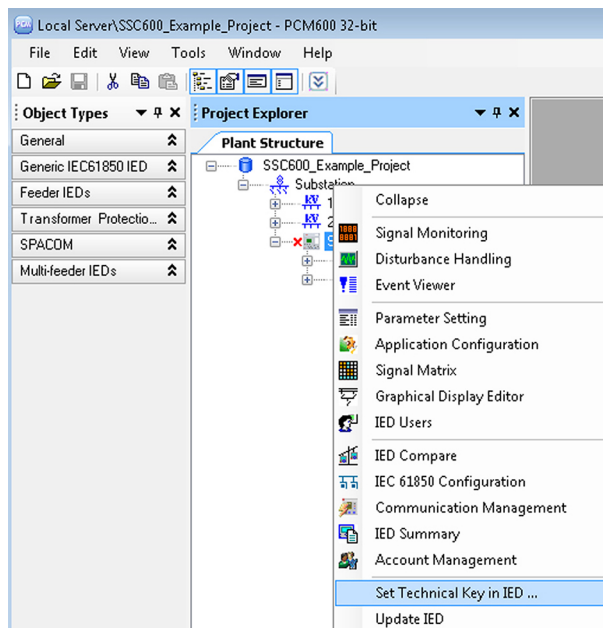 Local Server\SSC600_Example_Project - PCM600 32-bit
File Edit View Tools Window Help
Object Types
Project Explorer
General
Generic IEC61850 IED
Feeder IEDs
Transformer Protectio...
SPACOM
Multi-feeder IEDs
Plant Structure
SSC600_Example_Project
Substation
Collapse
Signal Monitoring
Disturbance Handling
Event Viewer
Parameter Setting
Application Configuration
Signal Matrix
Graphical Display Editor
IED Users
IED Compare
IEC 61850 Configuration
Communication Management
IED Summary
Account Management
Set Technical Key in IED ...
Update IED